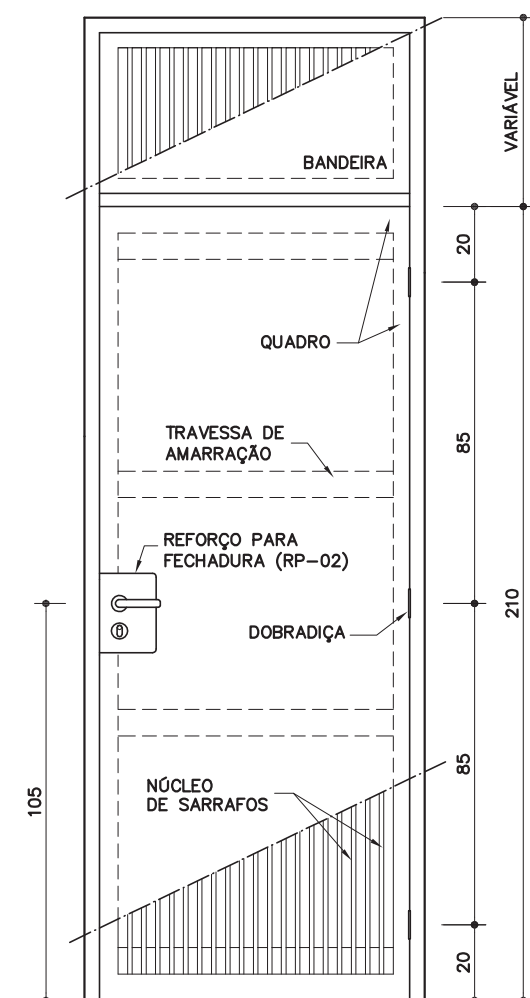 VARIÁVEL
BANDEIRA
20
QUADRO
85
TRAVESSA DE
AMARRAÇÃO
REFORÇO PARA
FECHADURA (RP-02)
210
DOBRADIÇA
85
NÚCLEO
DE SARRAFOS
105
20